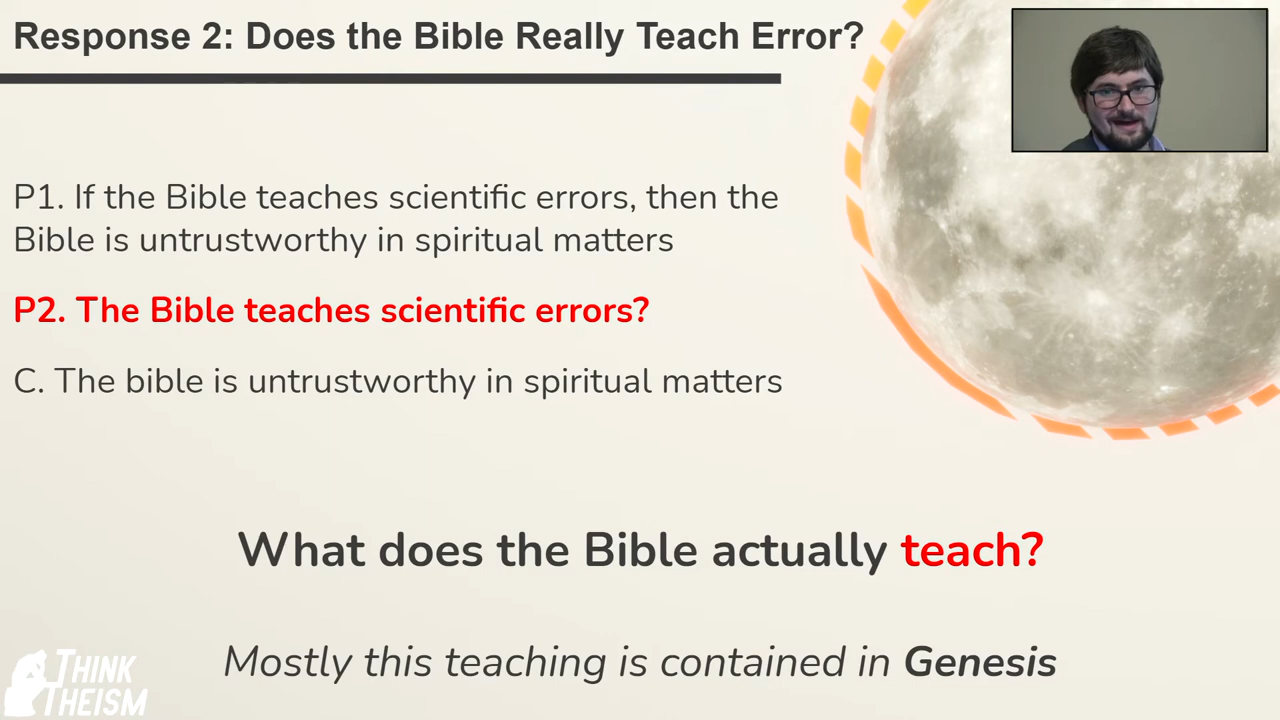 Response 2: Does the Bible Really Teach Error?
P1. If the Bible teaches scientific errors, then the
Bible is untrustworthy in spiritual matters
P2. The Bible teaches scientific errors?
C. The bible is untrustworthy in spiritual matters
What does the Bible actually teach?
Mostly this teaching is contained in Genesis
THINK
THEISM